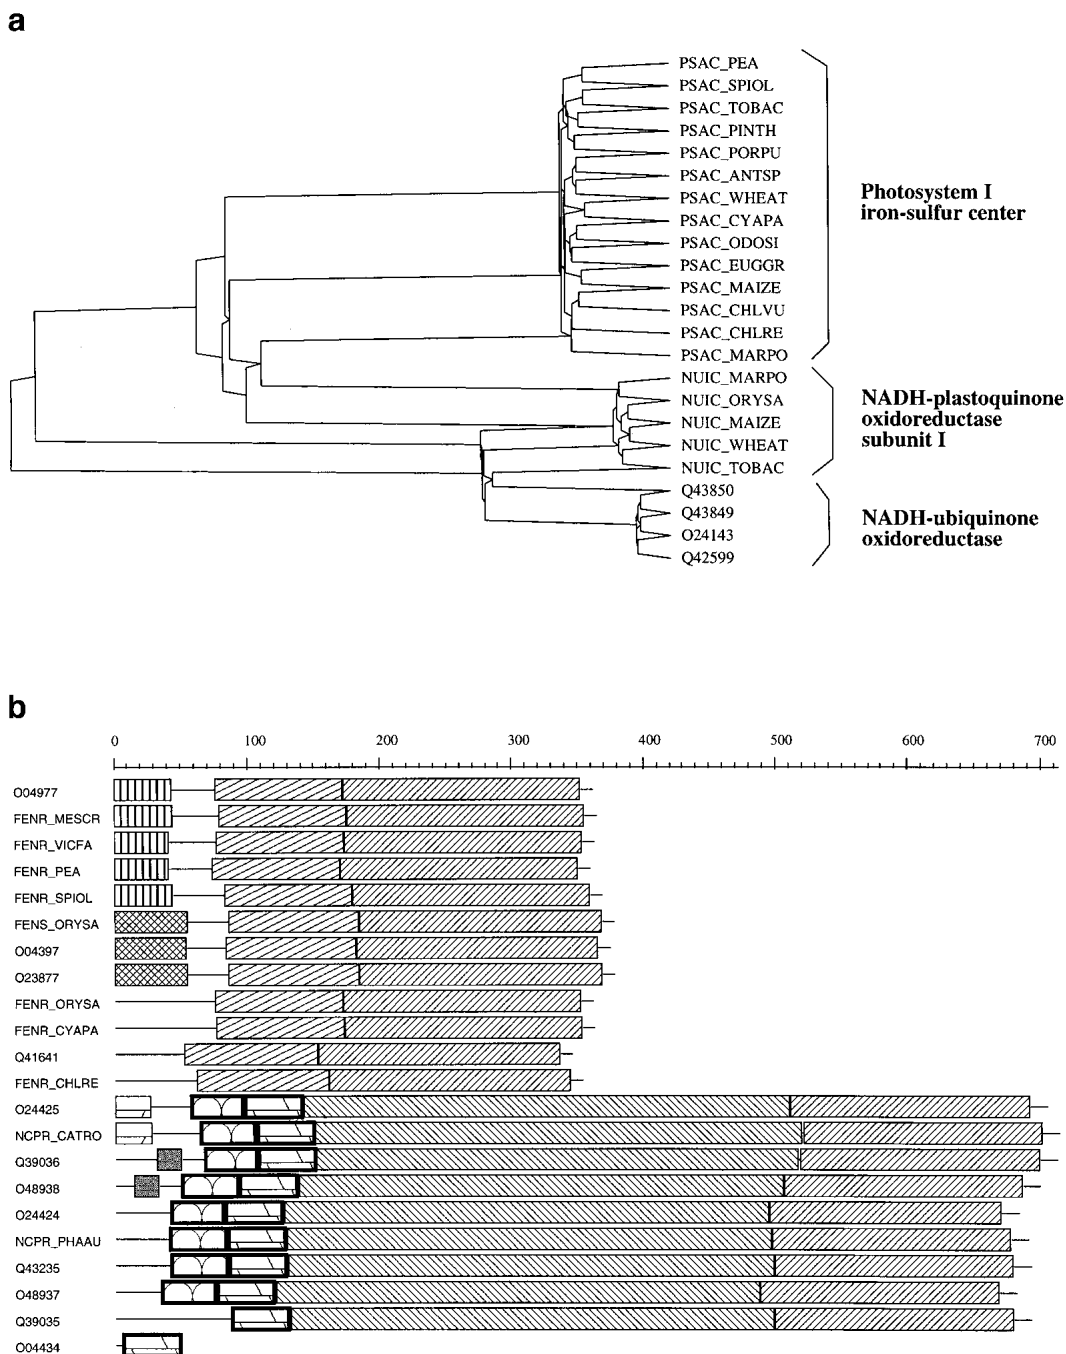 a
PSAC_PEA
PSAC_SPIOL
PSAC_TOBAC
PSAC_PINTH
PSAC_PORPU
PSAC_ANTSP
PSAC_WHEAT
PSAC_CYAPA
PSAC_ODOSI
PSAC_EUGGR
PSAC_MAIZE
PSAC_CHLVU
PSAC_CHLRE
PSAC_MARPO
Photosystem I
iron-sulfur center
NUIC_MARPO
NUIC_ORYSA
NUIC_MAIZE
NUIC_WHEAT
NUIC_TOBAC
NADH-plastoquinone
oxidoreductase
subunit I
Q43850
Q43849
O24143
Q42599
NADH-ubiquinone
oxidoreductase
b
0 100 200 300 400 500 600 700
O04977
FENR_MESCR
FENR_VICFA
FENR_PEA
FENR_SPIOL
FENS_ORYSA
O04397
O23877
FENR_ORYSA
FENR_CYAPA
Q41641
FENR_CHLRE
O24425
NCPR_CATRO
Q39036
O48938
O24424
NCPR_PHAAU
Q43235
O48937
Q39035
O04434